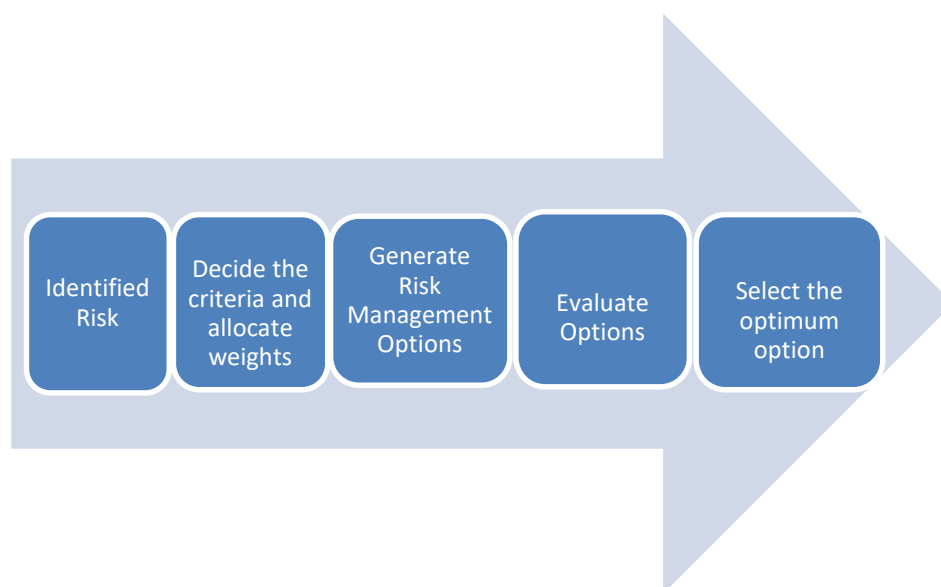 Identified
Risk
Decide the
criteria and
allocate
weights
Generate
Risk
Management
Options
Evaluate
Options
Select the
optimum
option